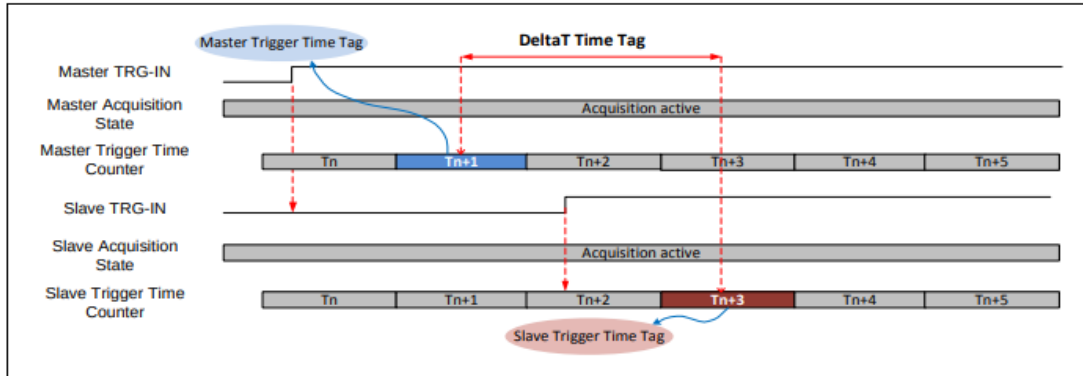 Master Trigger Time Tag
DeltaT Time Tag
Master TRG-IN
Master Acquisition
State
Acquisition active
Master Trigger Time
Counter
Tn Tn+1 Tn+2 Tn+3 Tn+4 Tn+5
Slave TRG-IN
Slave Acquisition
State
Acquisition active
Slave Trigger Time
Counter
Tn Tn+1 Tn+2 Tn+3 Tn+4 Tn+5
Slave Trigger Time Tag